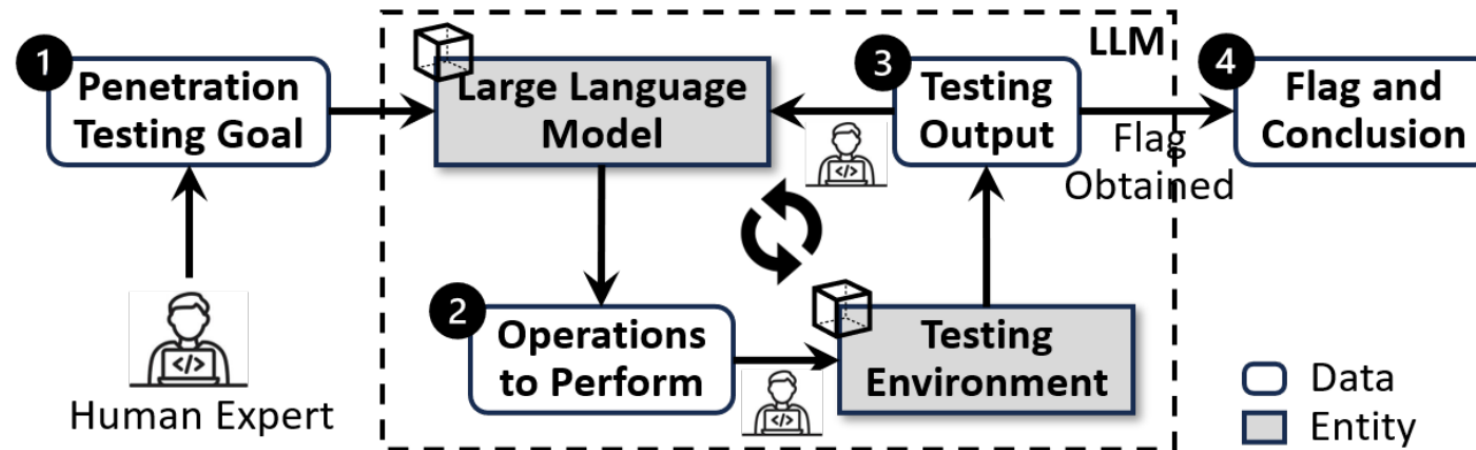 1
Penetration
Testing Goal
Human Expert
LLM
Large Language
Model
2
Operations
to Perform
</>
Testing
Environment
3
Testing
Output
</>
Flag
Obtained
4
Flag and
Conclusion
</>
Data
Entity